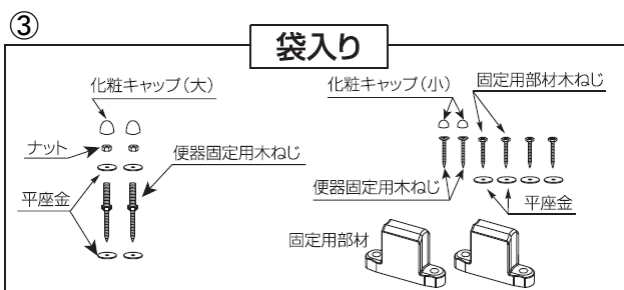 ③
袋入り
化粧キャップ（大）
ナット
便器固定用木ねじ
平座金
化粧キャップ（小）
固定用部材木ねじ
便器固定用木ねじ
平座金
固定用部材